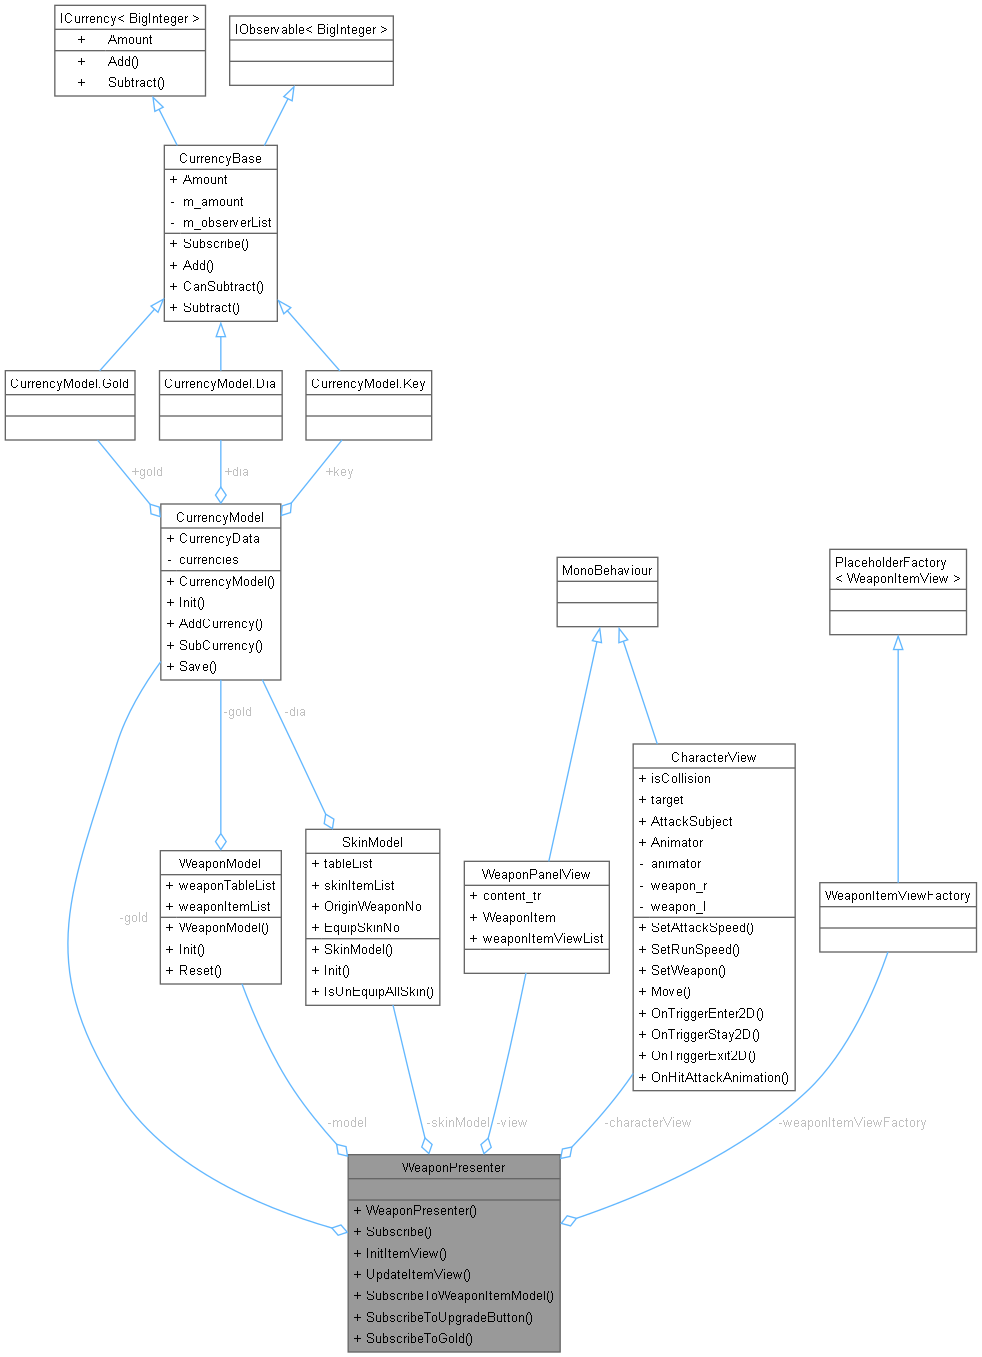 ICurrency< BigInteger >
+ Amount
+ Add()
+ Subtract()
IObservable< BigInteger >
CurrencyBase
+ Amount
- m_amount
- m_observerList
+ Subscribe()
+ Add()
+ CanSubtract()
+ Subtract()
CurrencyModel.Gold
CurrencyModel.Dia
CurrencyModel.Key
+gold
+dia
+key
CurrencyModel
+ CurrencyData
- currencies
+ CurrencyModel()
+ Init()
+ AddCurrency()
+ SubCurrency()
+ Save()
MonoBehaviour
PlaceholderFactory
< WeaponItemView >
-gold
-dia
CharacterView
+ isCollision
+ target
+ AttackSubject
+ Animator
- animator
- weapon_r
- weapon_l
+ SetAttackSpeed()
+ SetRunSpeed()
+ SetWeapon()
+ Move()
+ OnTriggerEnter2D()
+ OnTriggerStay2D()
+ OnTriggerExit2D()
+ OnHitAttackAnimation()
SkinModel
+ tableList
+ skinItemList
+ OriginWeaponNo
+ EquipSkinNo
+ SkinModel()
+ Init()
+ IsUnEquipAllSkin()
WeaponModel
+ weaponTableList
+ weaponItemList
+ WeaponModel()
+ Init()
+ Reset()
WeaponPanelView
+ content_tr
+ WeaponItem
+ weaponItemViewList
WeaponItemViewFactory
-gold
-model
-skinModel
-view
-characterView
-weaponItemViewFactory
WeaponPresenter
+ WeaponPresenter()
+ Subscribe()
+ InitItemView()
+ UpdateItemView()
+ SubscribeToWeaponItemModel()
+ SubscribeToUpgradeButton()
+ SubscribeToGold()